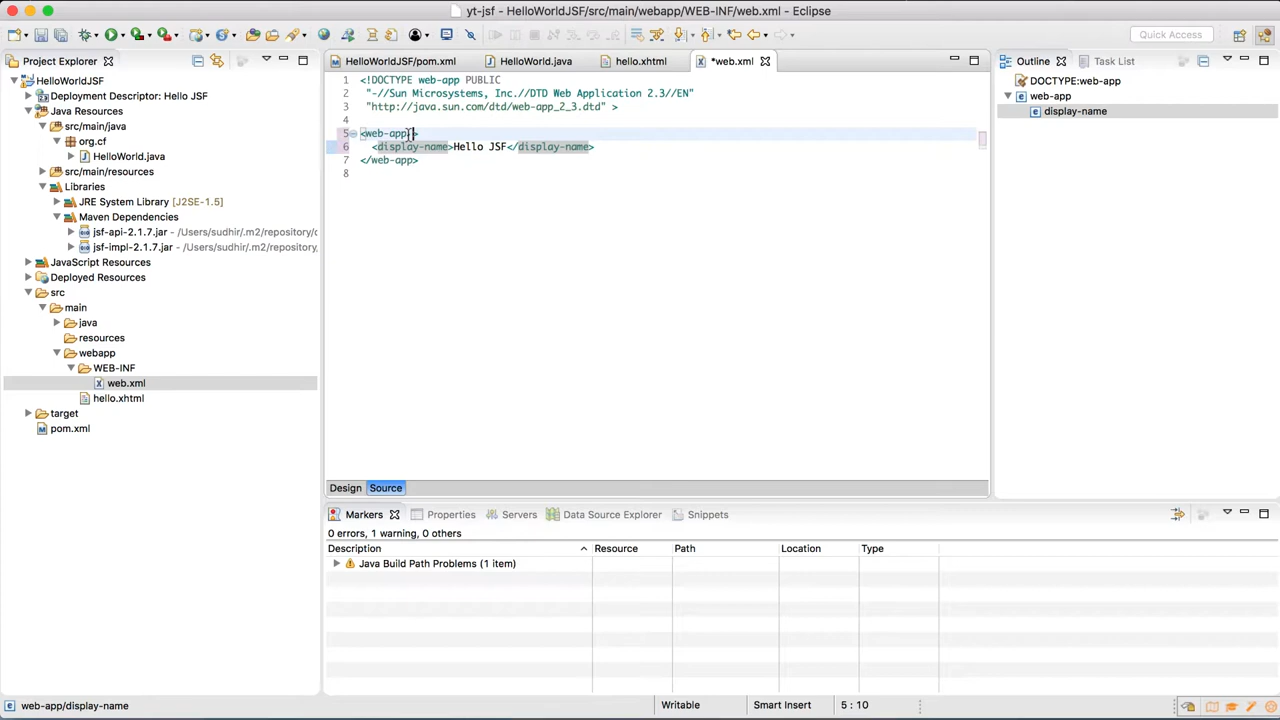 yt-jsf - HelloWorldJSF/src/main/webapp/WEB-INF/web.xml - Eclipse
Quick Access
Project Explorer
HelloWorldJSF
Deployment Descriptor: Hello JSF
Java Resources
src/main/java
org.cf
HelloWorld.java
src/main/resources
Libraries
JRE System Library [J2SE-1.5]
Maven Dependencies
jsf-api-2.1.7.jar - /Users/sudhir/.m2/repository/
jsf-impl-2.1.7.jar - /Users/sudhir/.m2/repository,
JavaScript Resources
Deployed Resources
src
main
java
resources
webapp
WEB-INF
web.xml
hello.xhtml
target
pom.xml
HelloWorldJSF/pom.xml
HelloWorld.java
hello.xhtml
*web.xml
1 <!DOCTYPE web-app PUBLIC
2 "-//Sun Microsystems, Inc.//DTD Web Application 2.3//EN"
3 "http://java.sun.com/dtd/web-app_2_3.dtd" >
4
5 <web-app >
6 <display-name>Hello JSF</display-name>
7 </web-app>
8
Design
Source
Outline
Task List
DOCTYPE:web-app
web-app
display-name
Markers
Properties
Servers
Data Source Explorer
Snippets
0 errors, 1 warning, 0 others
Description Resource Path Location Type
Java Build Path Problems (1 item)
web-app/display-name
Writable
Smart Insert
5 : 10